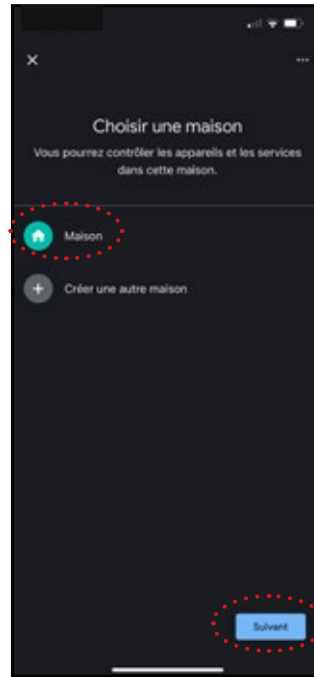 Choisir une maison
Vous pourrez contrôler les appareils et les services
dans cette maison.
Maison
Créer une autre maison
Suivant